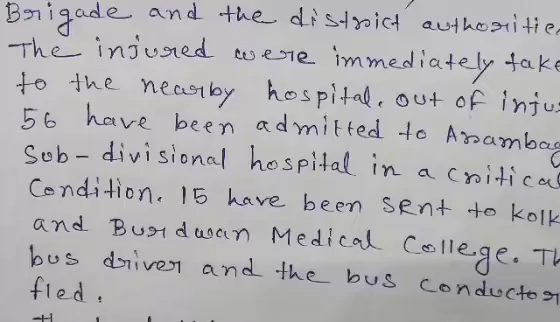 Brigade and the district authoritie
The injured were immediately take
to the nearby hospital. out of inju
56 have been admitted to Arambag
Sub-divisional hospital in a critical
Condition. 15 have been sent to kolk
and Burdwan Medical College. Th
bus driver and the bus conductor
fled.